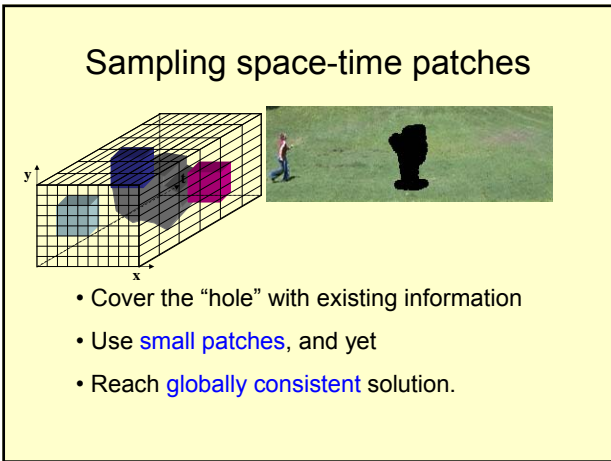 Sampling space-time patches
y
t
x
• Cover the “hole” with existing information
• Use small patches, and yet
• Reach globally consistent solution.